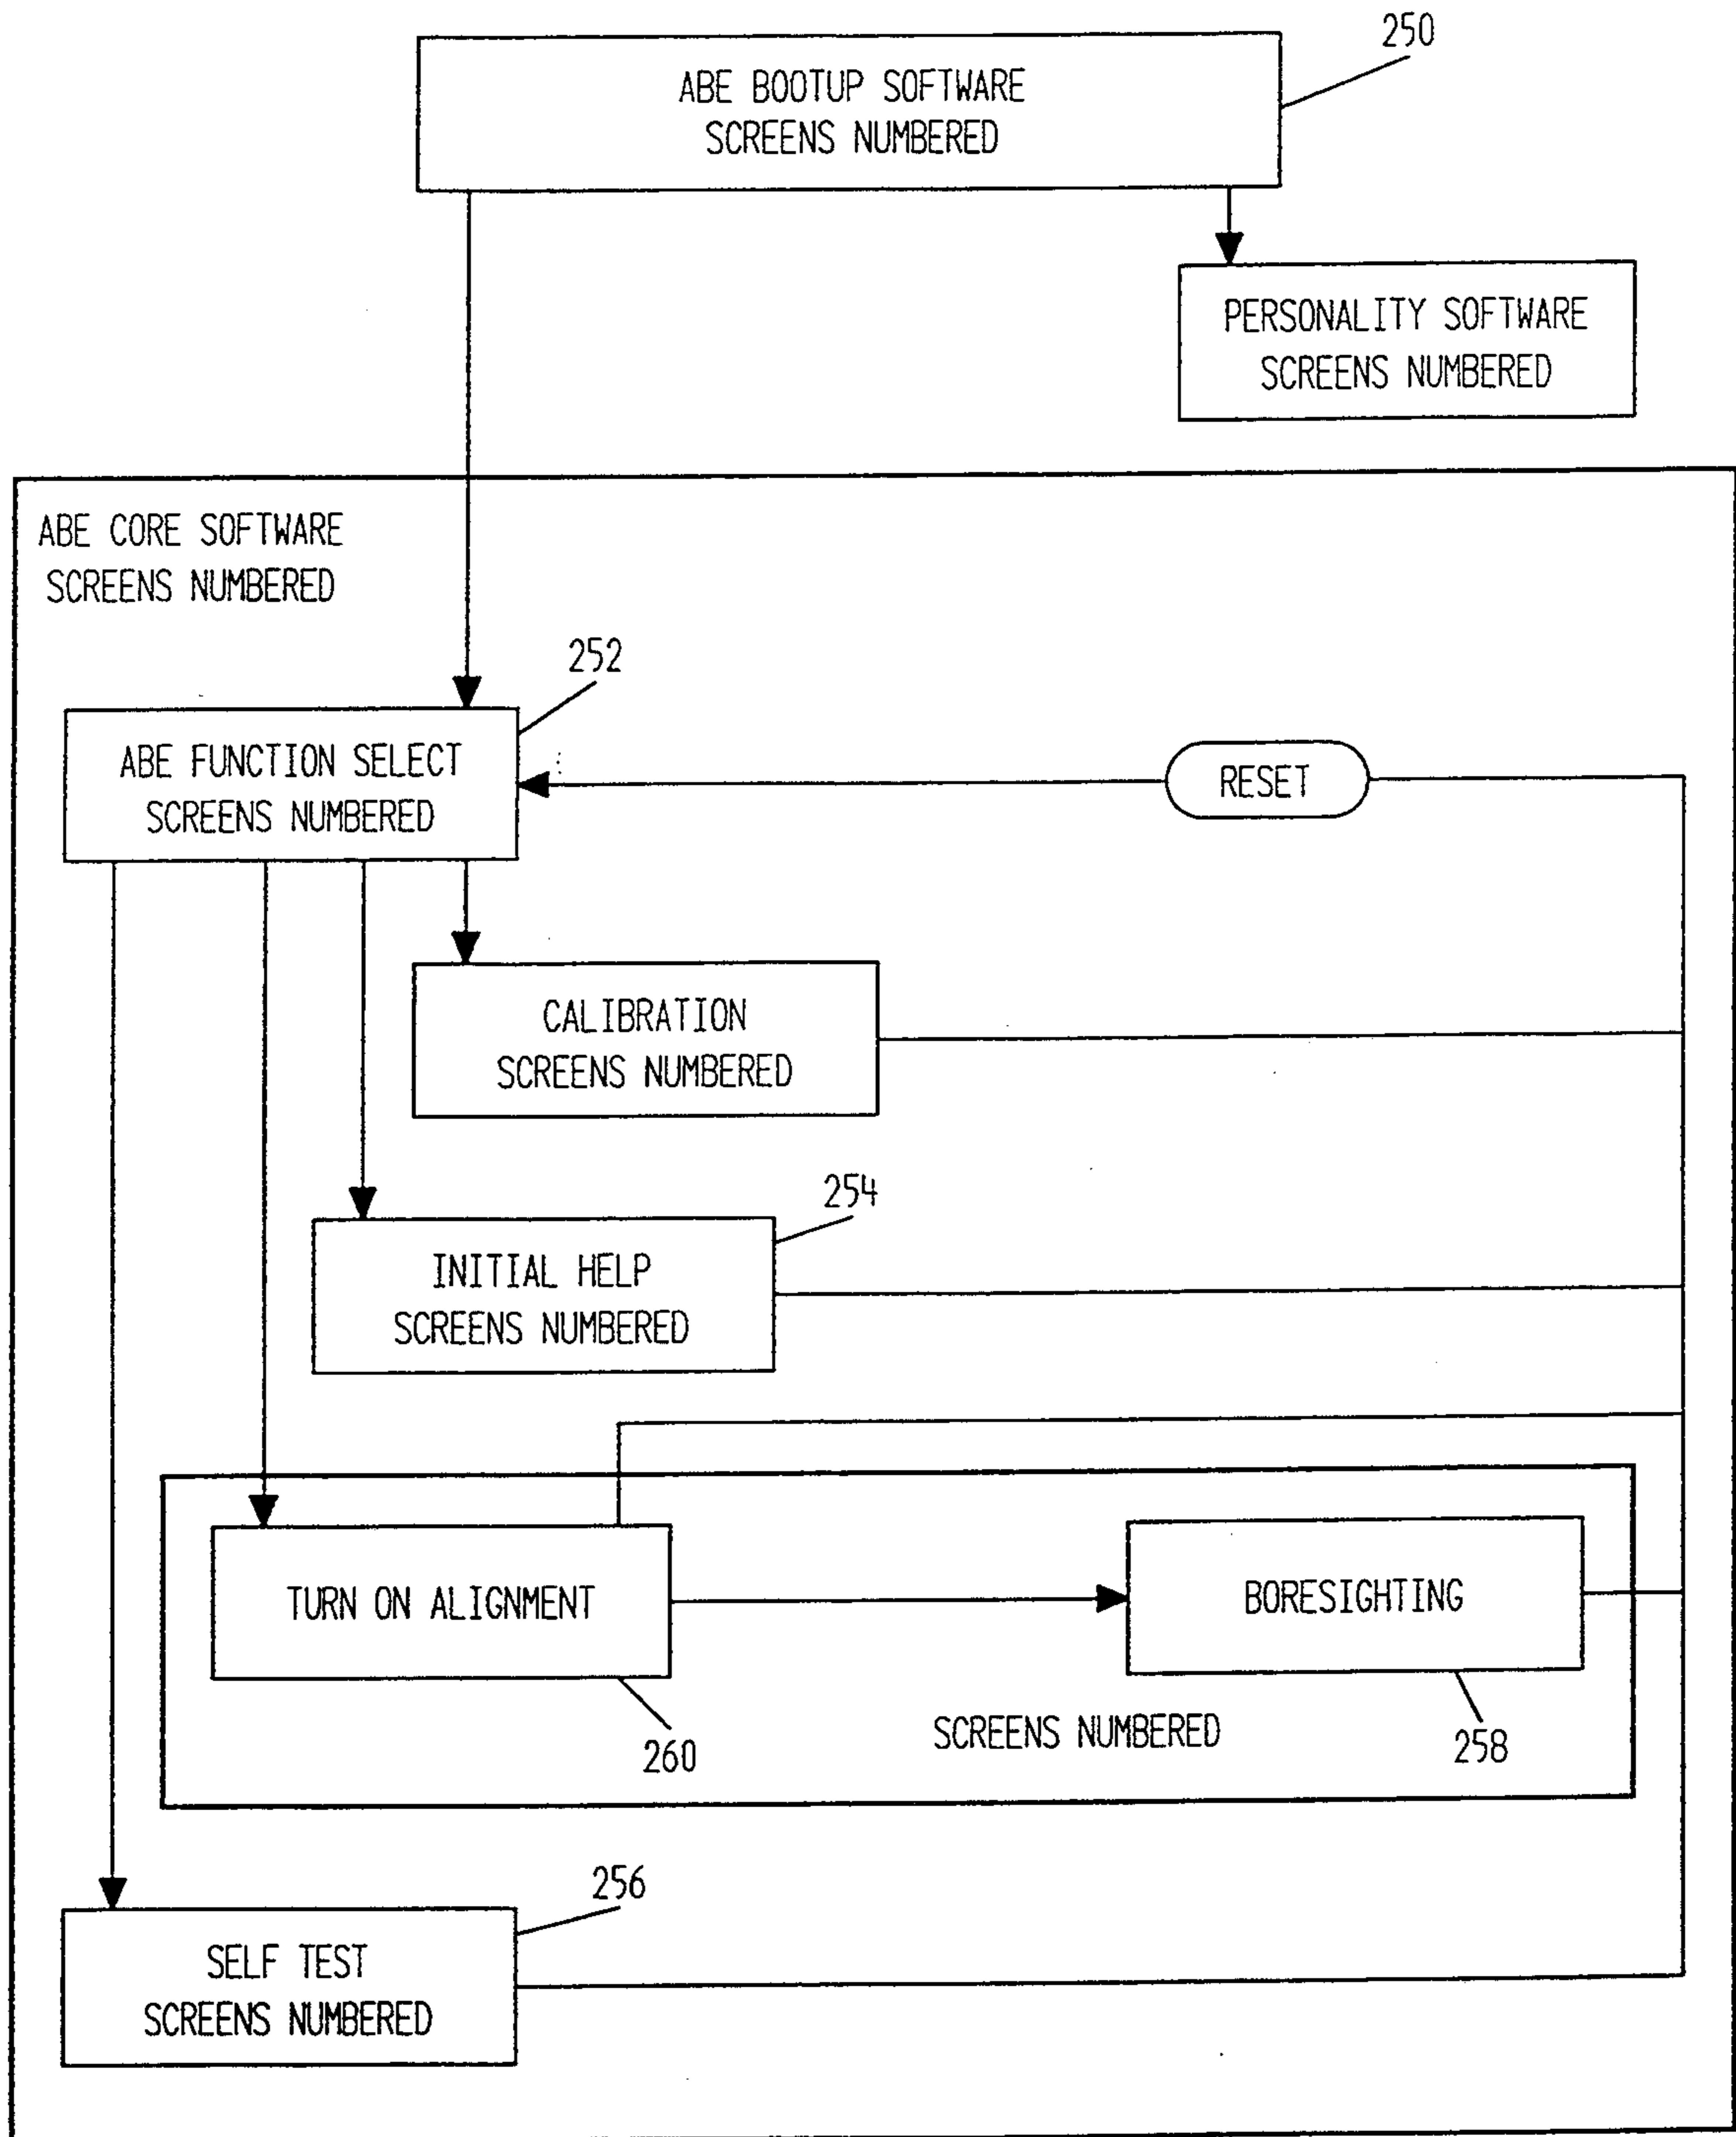 250
ABE BOOTUP SOFTWARE
SCREENS NUMBERED
PERSONALITY SOFTWARE
SCREENS NUMBERED
ABE CORE SOFTWARE
SCREENS NUMBERED
252
ABE FUNCTION SELECT
SCREENS NUMBERED
RESET
CALIBRATION
SCREENS NUMBERED
254
INITIAL HELP
SCREENS NUMBERED
TURN ON ALIGNMENT
BORESIGHTING
SCREENS NUMBERED
260
258
256
SELF TEST
SCREENS NUMBERED